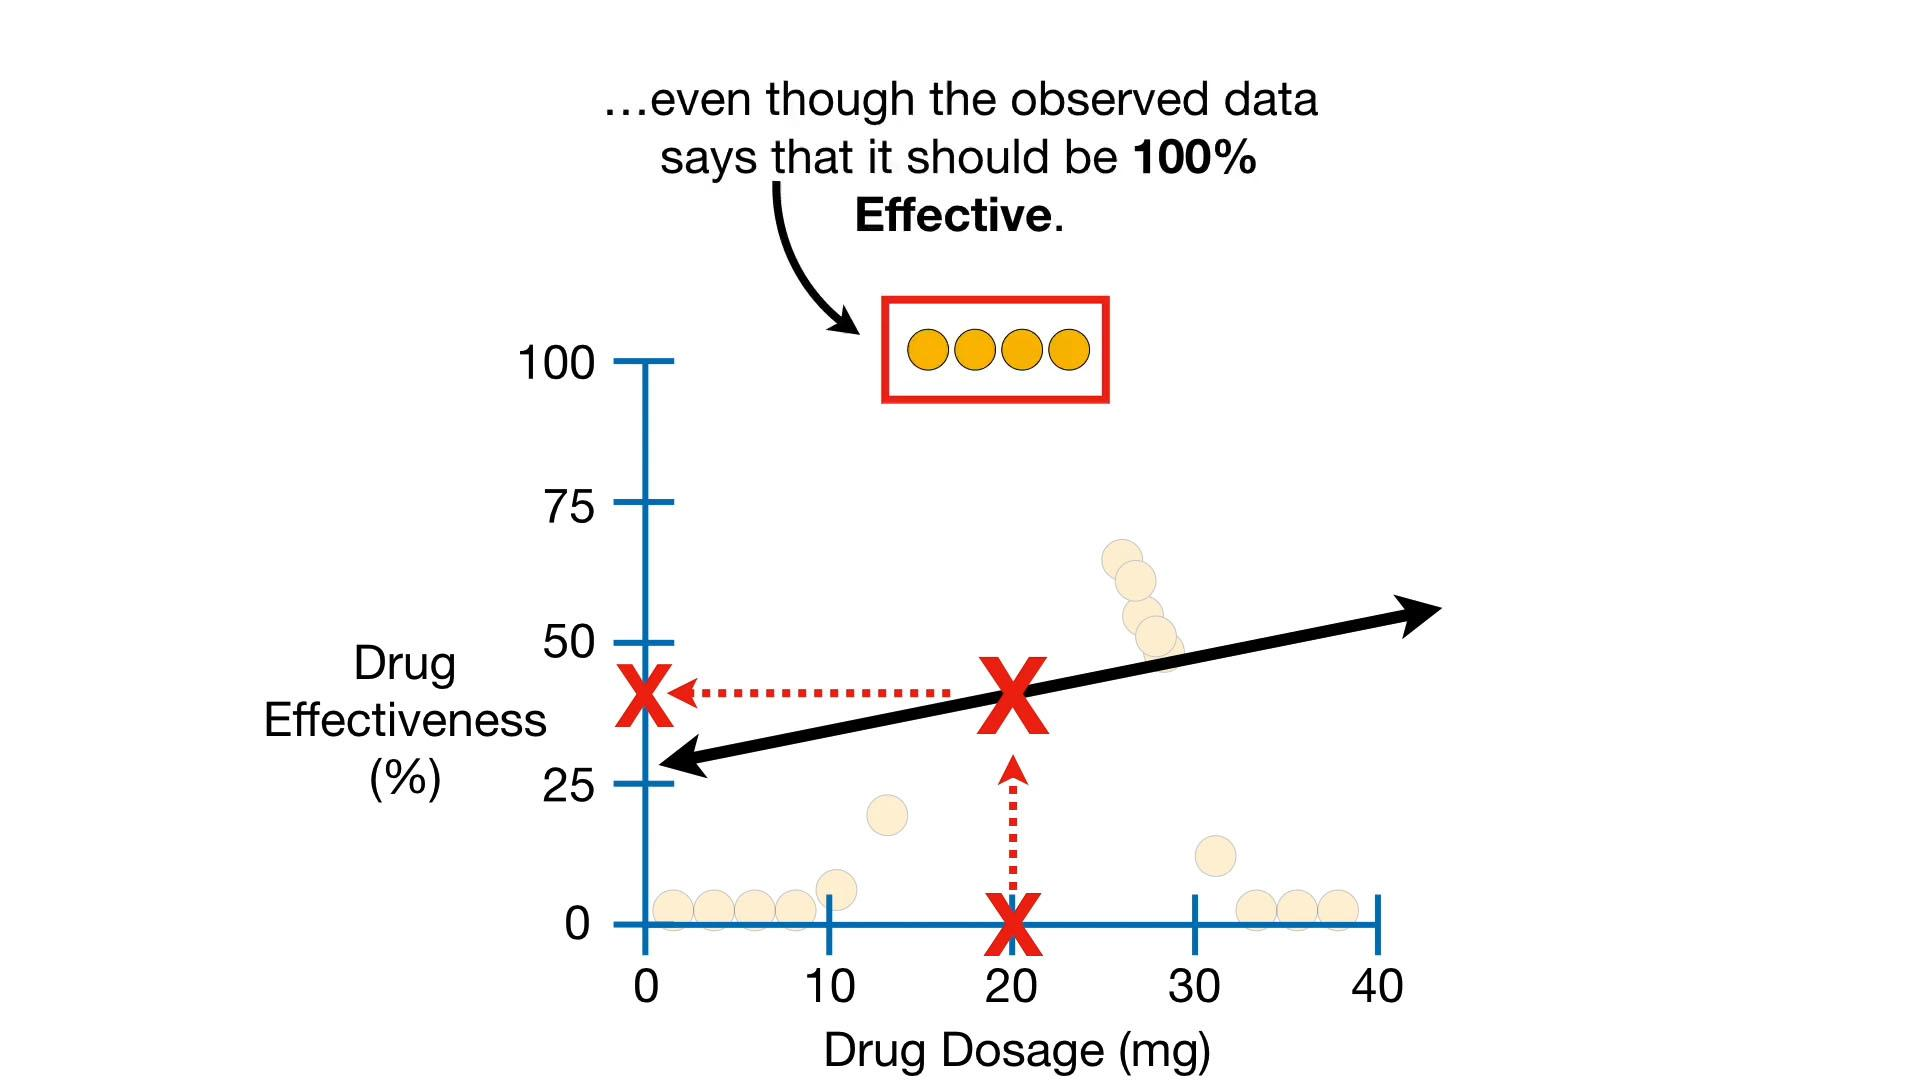 …even though the observed data
says that it should be 100%
Effective.
100
75
50
25
0
Drug
Effectiveness
(%)
X
X
X
0
10
20
30
40
Drug Dosage (mg)